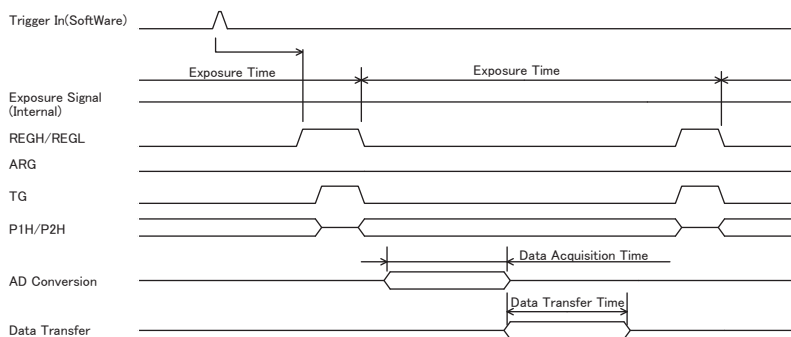 Trigger In(SoftWare)
Exposure Time
Exposure Time
Exposure Signal
(Internal)
REGH/REGL
ARG
TG
P1H/P2H
Data Acquisition Time
AD Conversion
Data Transfer Time
Data Transfer